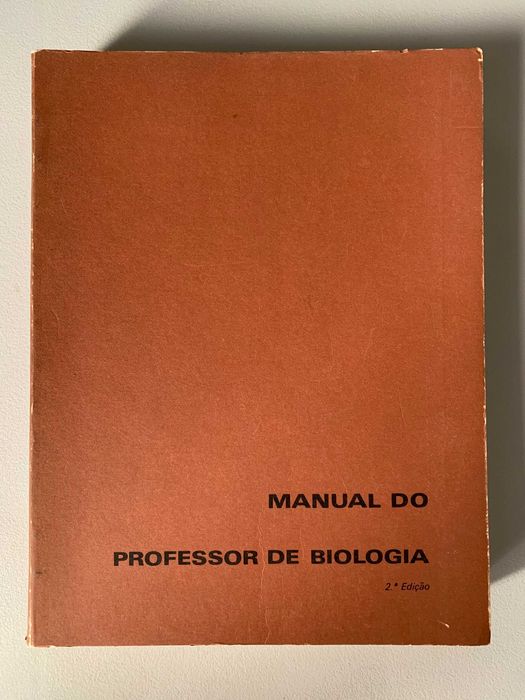 MANUAL DO
PROFESSOR DE BIOLOGIA
2.ª Edição